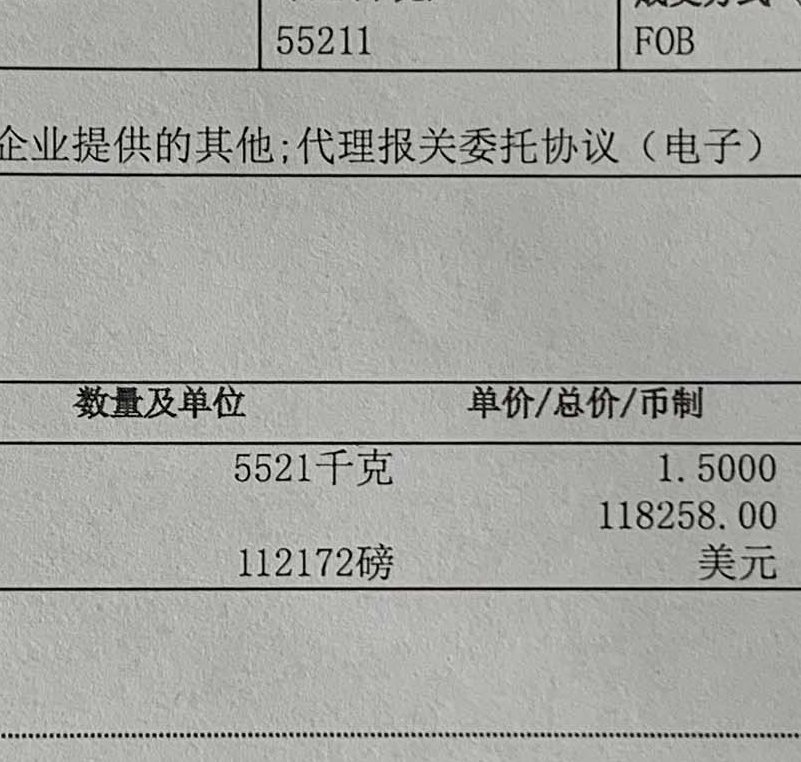 55211
FOB
企业提供的其他;代理报关委托协议（电子）
数量及单位 单价/总价/币制
5521千克 1.5000
118258.00
112172磅 美元